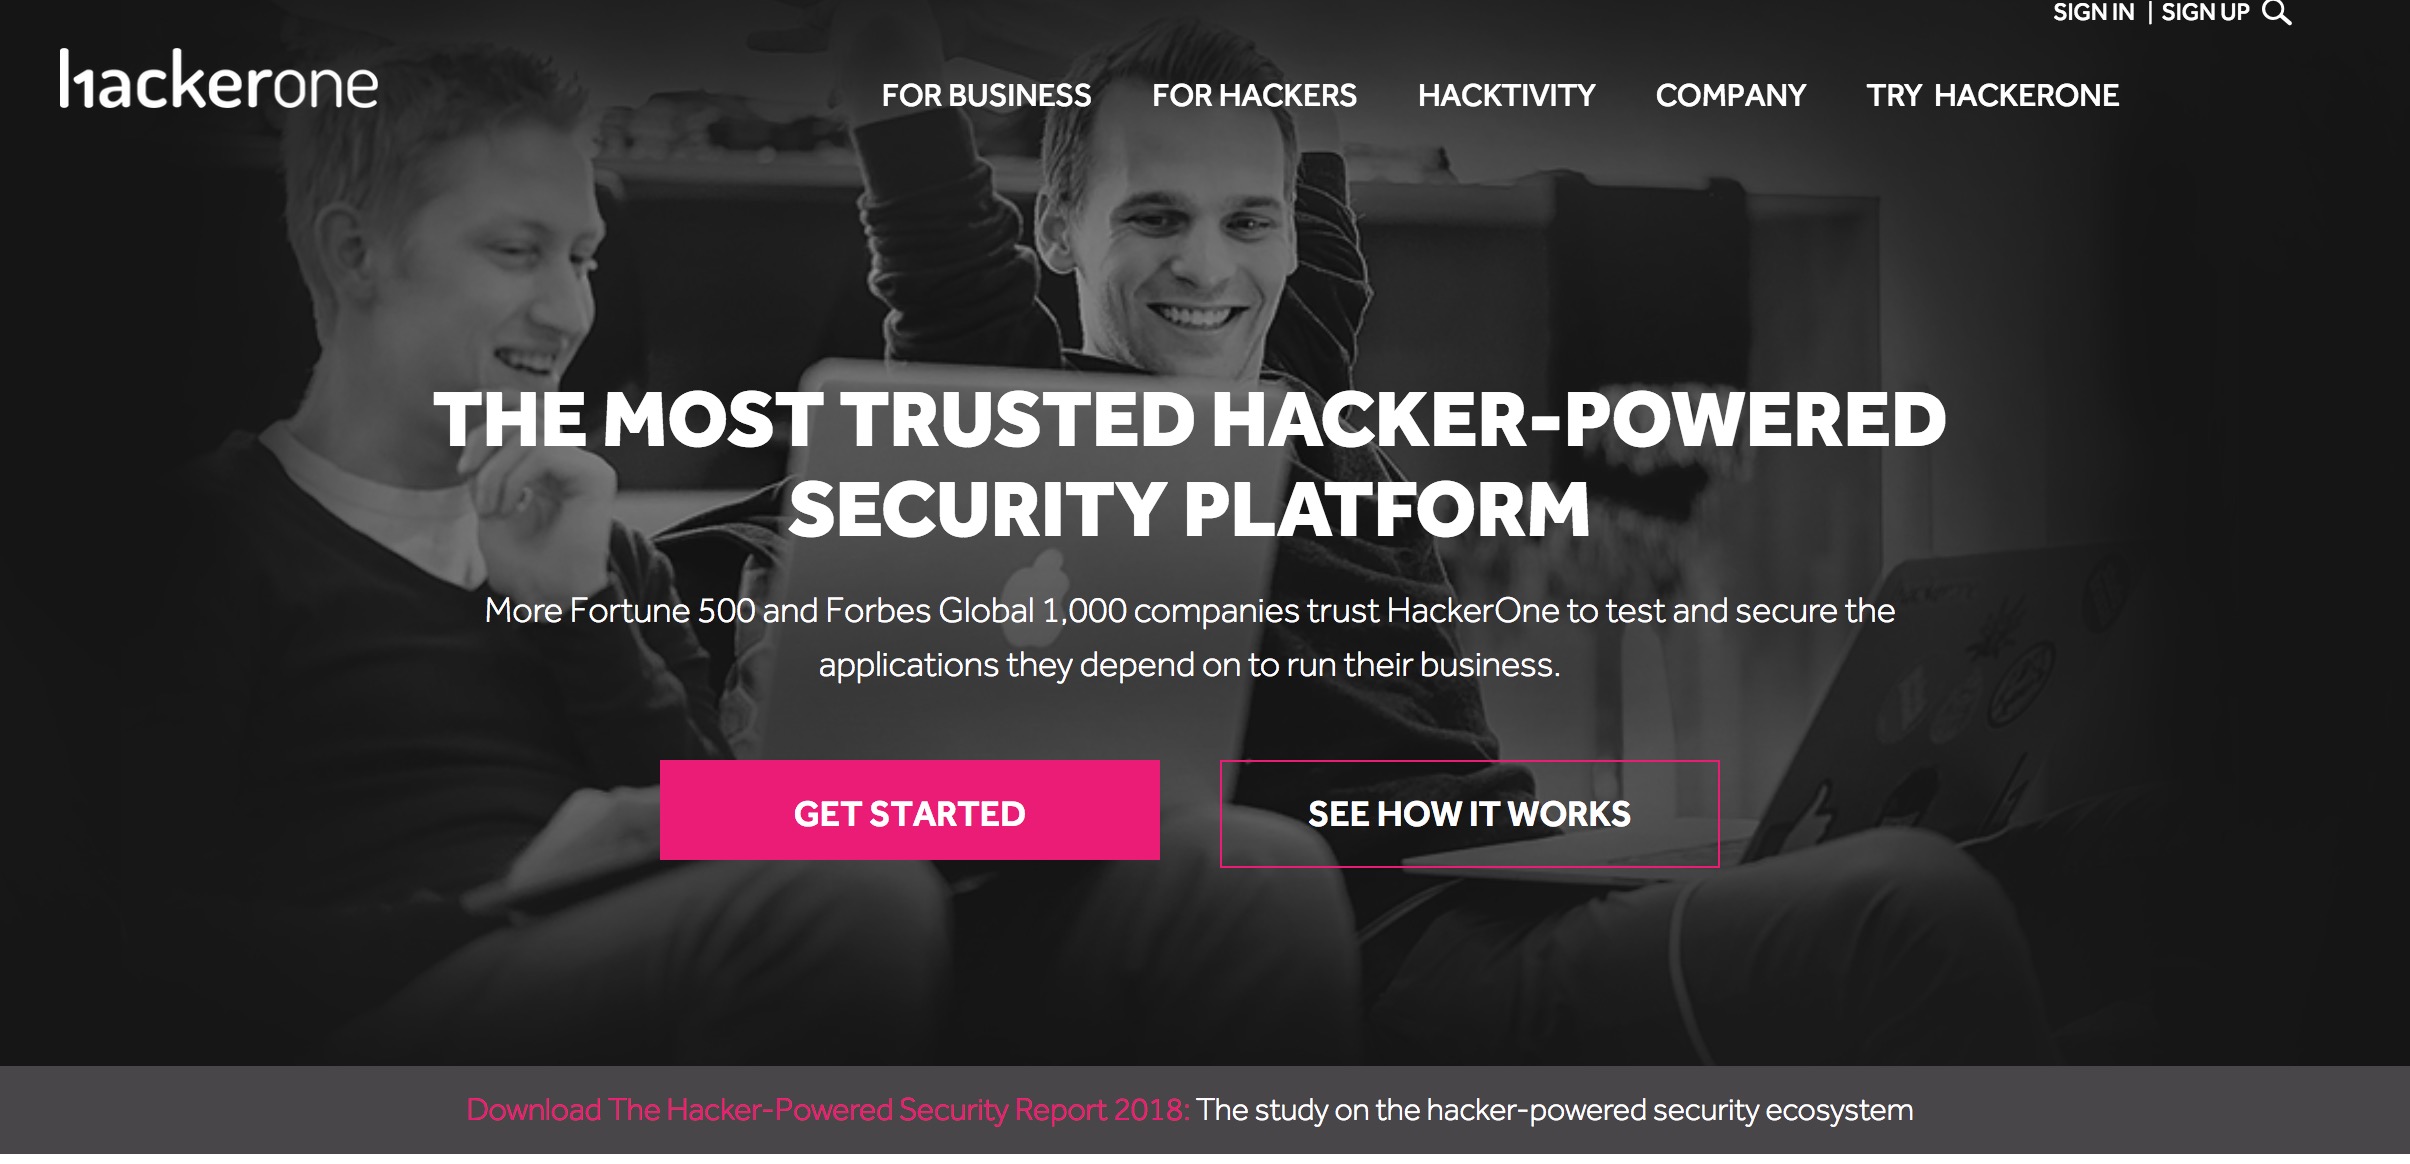 SIGN IN | SIGN UP
hackerone
FOR BUSINESS FOR HACKERS HACKTIVITY COMPANY TRY HACKERONE
THE MOST TRUSTED HACKER-POWERED
SECURITY PLATFORM
More Fortune 500 and Forbes Global 1,000 companies trust HackerOne to test and secure the
applications they depend on to run their business.
GET STARTED
SEE HOW IT WORKS
Download The Hacker-Powered Security Report 2018: The study on the hacker-powered security ecosystem